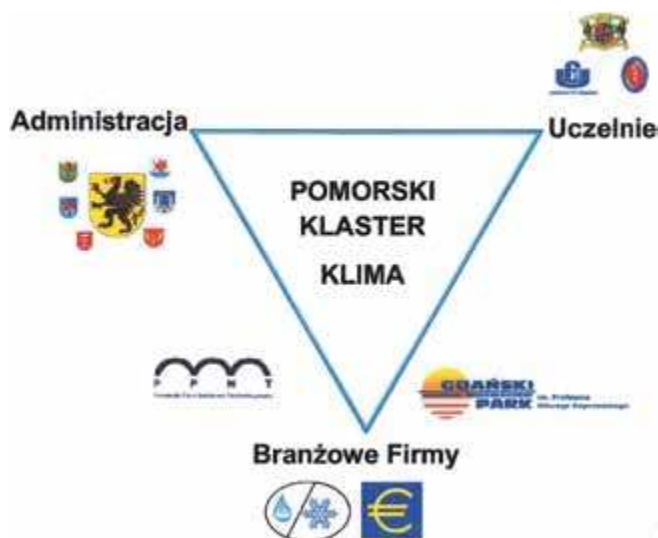 Administracja
Uczelnie
POMORSKI
KLASTER
KLIMA
P P N T
GDAŃSKI
PARK
Branżowe Firmy
€